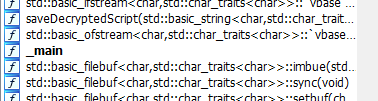 f std::basic_ifstream<char,std::char_traits<char>>::`vbase
f saveDecryptedScript(std::basic_string<char,std::char_trait
f std::basic_ofstream<char,std::char_traits<char>>::`vbase...
f _main
f std::basic_filebuf<char,std::char_traits<char>>::imbue(std...
f std::basic_filebuf<char,std::char_traits<char>>::sync(void)
f std::basic_filebuf<char,std::char_traits<char>>::setbuf(ch